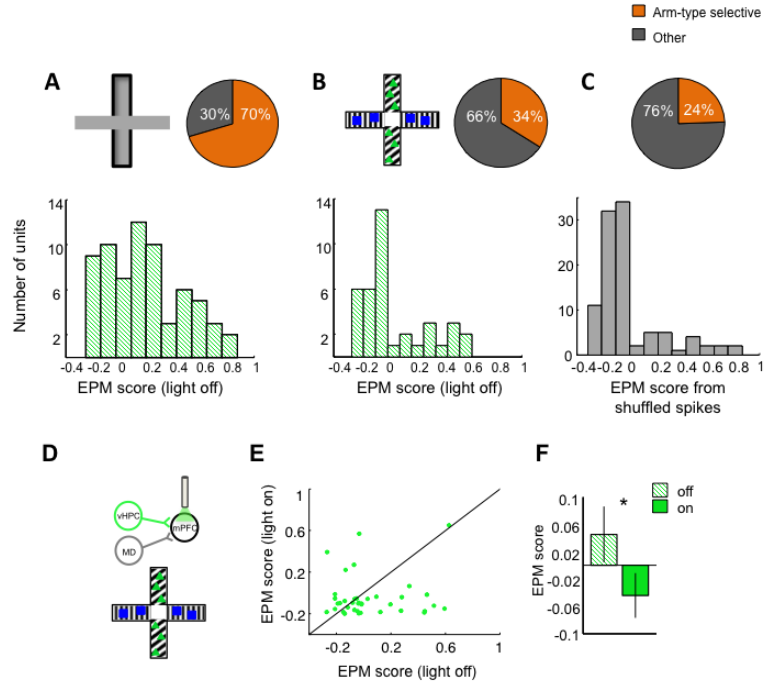 Arm-type selective
Other
A
30%
70%
B
66%
34%
C
76%
24%
Number of units
14
10
6
2
-0.4 -0.2 0 0.2 0.4 0.6 0.8 1
EPM score (light off)
14
10
6
2
-0.4 -0.2 0 0.2 0.4 0.6 0.8 1
EPM score (light off)
30
20
10
0
-0.4 -0.2 0 0.2 0.4 0.6 0.8 1
EPM score from
shuffled spikes
D
vHPC
mPFC
MD
E
EPM score (light on)
1
0.6
0.2
-0.2
-0.2 0.2 0.6 1
EPM score (light off)
F
off
on
*
EPM score
0.1
0.06
0.02
-0.02
-0.06
-0.1